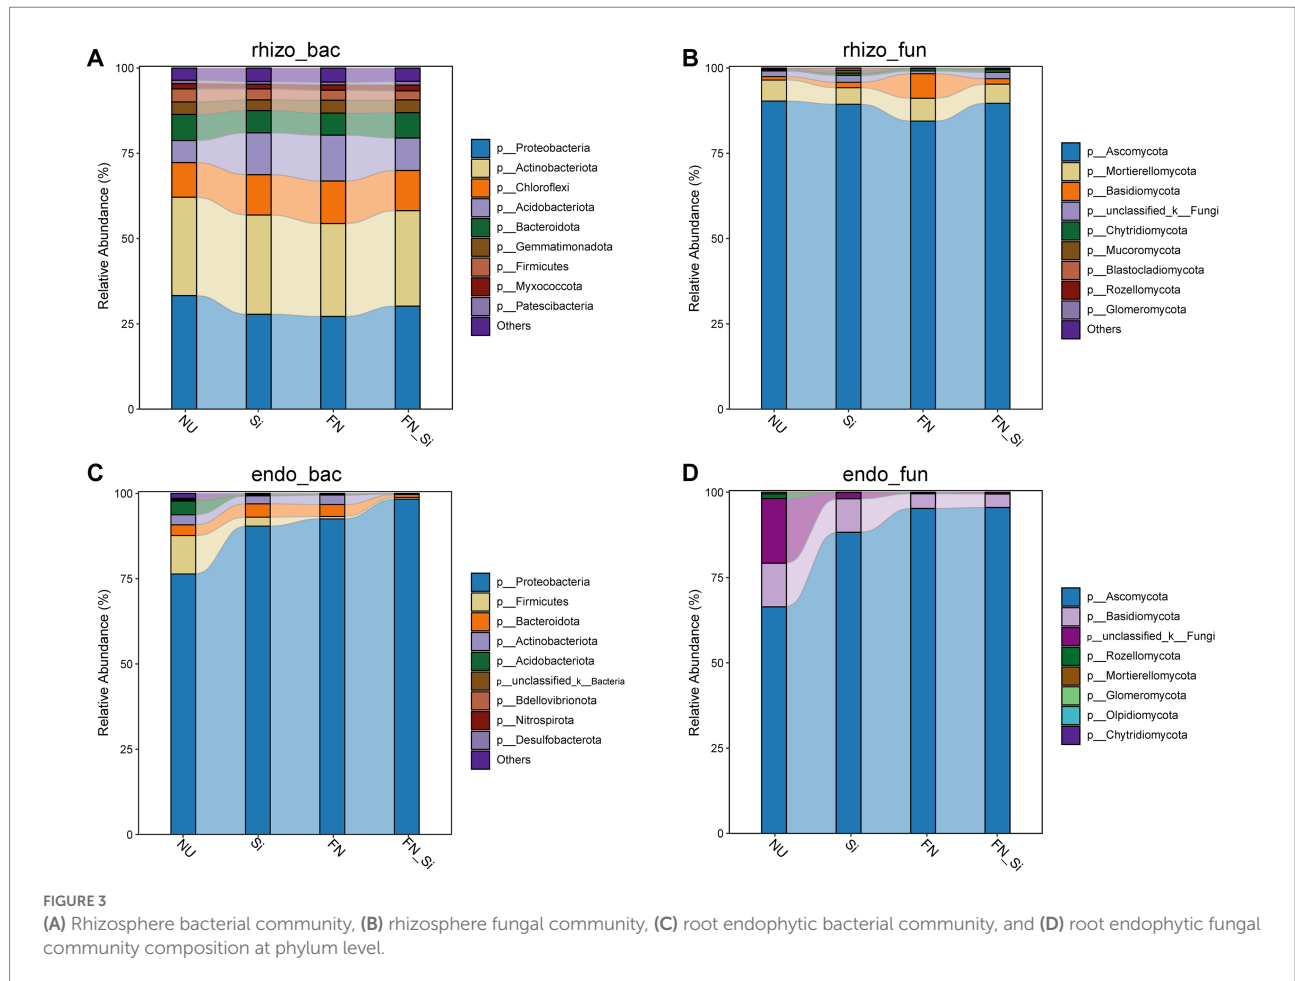 A
rhizo_bac
Relative Abundance (%)
100
75
50
25
0
NU
Si
FN
FN_Si
p__Proteobacteria
p__Actinobacteriota
p__Chloroflexi
p__Acidobacteriota
p__Bacteroidota
p__Gemmatimonadota
p__Firmicutes
p__Myxococcota
p__Patescibacteria
Others
B
rhizo_fun
Relative Abundance (%)
100
75
50
25
0
NU
Si
FN
FN_Si
p__Ascomycota
p__Mortierellomycota
p__Basidiomycota
p__unclassified_k__Fungi
p__Chytridiomycota
p__Mucoromycota
p__Blastocladiomycota
p__Rozellomycota
p__Glomeromycota
Others
C
endo_bac
Relative Abundance (%)
100
75
50
25
0
NU
Si
FN
FN_Si
p__Proteobacteria
p__Firmicutes
p__Bacteroidota
p__Actinobacteriota
p__Acidobacteriota
p__unclassified_k__Bacteria
p__Bdellovibrionota
p__Nitrospirota
p__Desulfobacterota
Others
D
endo_fun
Relative Abundance (%)
100
75
50
25
0
NU
Si
FN
FN_Si
p__Ascomycota
p__Basidiomycota
p__unclassified_k__Fungi
p__Rozellomycota
p__Mortierellomycota
p__Glomeromycota
p__Olpidiomycota
p__Chytridiomycota
FIGURE 3
(A) Rhizosphere bacterial community, (B) rhizosphere fungal community, (C) root endophytic bacterial community, and (D) root endophytic fungal
community composition at phylum level.